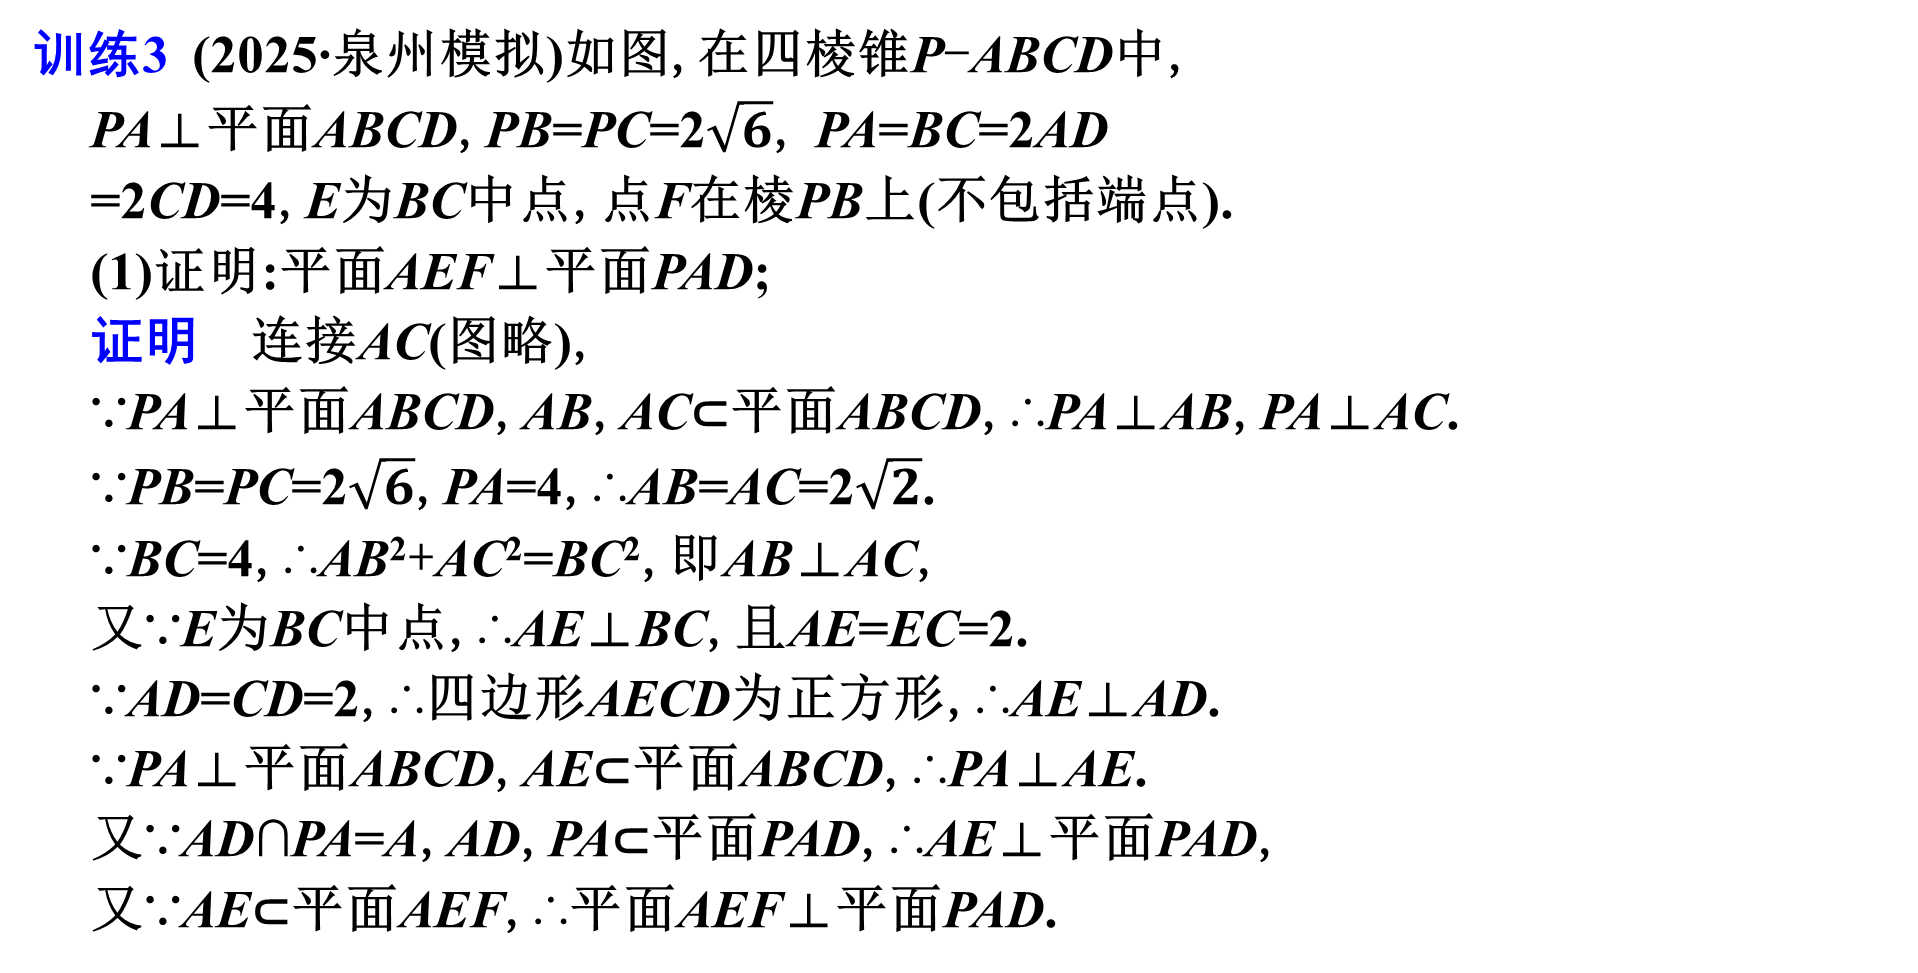 训练3 (2025·泉州模拟)如图,在四棱锥P-ABCD中,
PA⊥平面ABCD,PB=PC=2√6, PA=BC=2AD
=2CD=4,E为BC中点,点F在棱PB上(不包括端点).
(1)证明:平面AEF⊥平面PAD;
证明 连接AC(图略),
∵PA⊥平面ABCD,AB,AC⊂平面ABCD,∴PA⊥AB,PA⊥AC.
∵PB=PC=2√6,PA=4,∴AB=AC=2√2.
∵BC=4,∴AB²+AC²=BC²,即AB⊥AC,
又∵E为BC中点,∴AE⊥BC,且AE=EC=2.
∵AD=CD=2,∴四边形AECD为正方形,∴AE⊥AD.
∵PA⊥平面ABCD,AE⊂平面ABCD,∴PA⊥AE.
又∵AD∩PA=A,AD,PA⊂平面PAD,∴AE⊥平面PAD,
又∵AE⊂平面AEF,∴平面AEF⊥平面PAD.